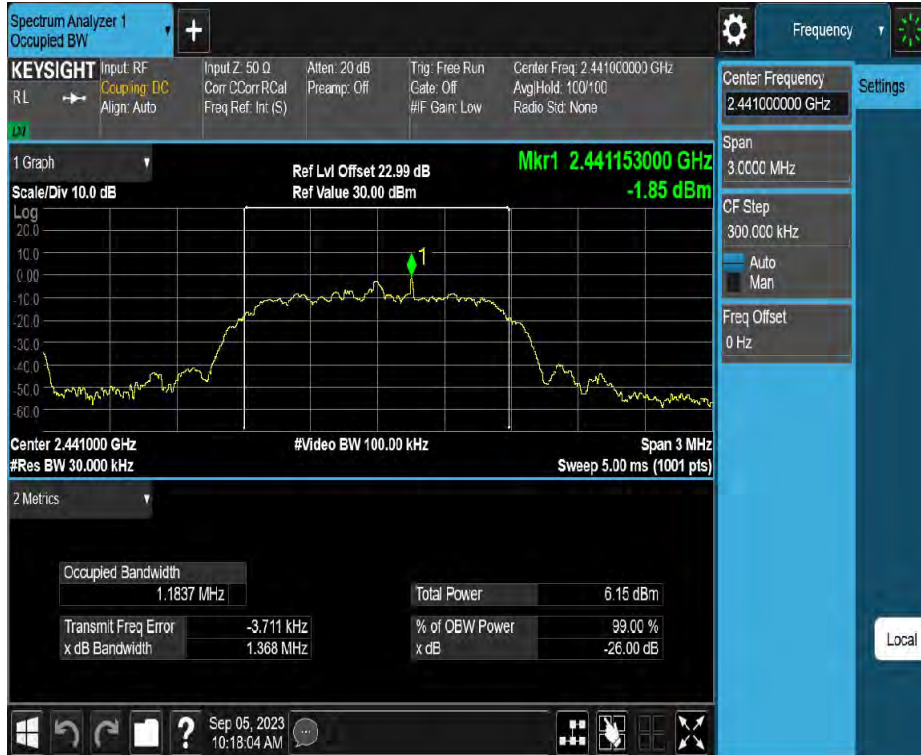 Spectrum Analyzer 1
Occupied BW
+
Frequency
KEYSIGHT
RL
Input: RF
Coupling: DC
Align: Auto
Input Z: 50 Ω
Corr CCorr RCal
Freq Ref: Int (S)
Atten: 20 dB
Preamp: Off
Trig: Free Run
Gate: Off
#IF Gain: Low
Center Freq: 2.441000000 GHz
Avg|Hold: 100/100
Radio Std: None
Center Frequency
2.441000000 GHz
Settings
Span
3.0000 MHz
CF Step
300.000 kHz
Auto
Man
Freq Offset
0 Hz
Local
1 Graph
Scale/Div 10.0 dB
Ref Lvl Offset 22.99 dB
Ref Value 30.00 dBm
Mkr1 2.441153000 GHz
-1.85 dBm
Log
20.0
10.0
0.00
-10.0
-20.0
-30.0
-40.0
-50.0
-60.0
1
Center 2.441000 GHz
#Video BW 100.00 kHz
Span 3 MHz
#Res BW 30.000 kHz
Sweep 5.00 ms (1001 pts)
2 Metrics
Occupied Bandwidth
1.1837 MHz
Total Power 6.15 dBm
Transmit Freq Error -3.711 kHz
% of OBW Power 99.00 %
x dB Bandwidth 1.368 MHz
x dB -26.00 dB
?
Sep 05, 2023
10:18:04 AM